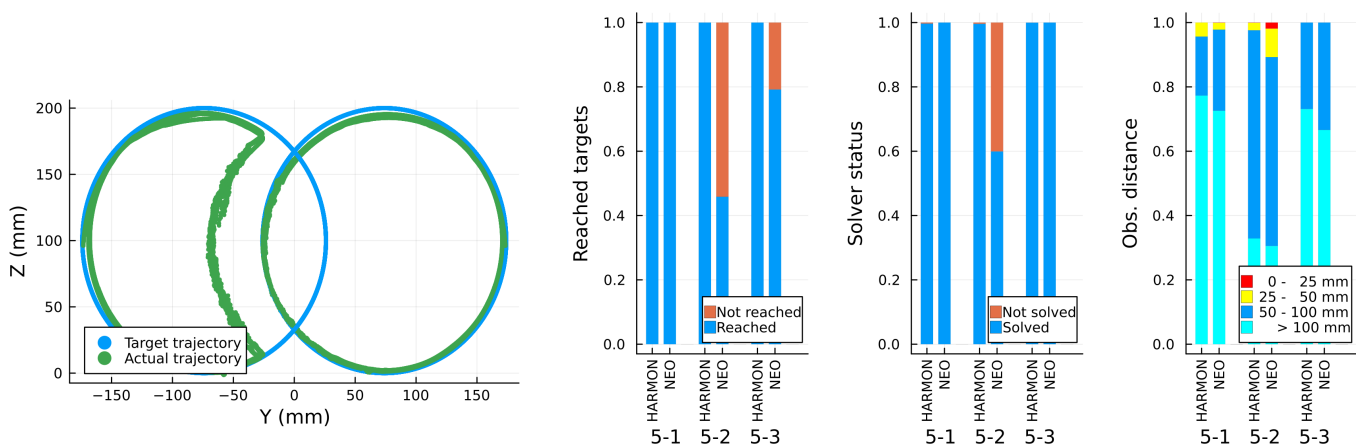 Z (mm)
200
150
100
50
0
Target trajectory
Actual trajectory
−150
−100
−50
0
50
100
150
Y (mm)
Reached targets
1.0
0.8
0.6
0.4
0.2
0.0
Not reached
Reached
HARMON
NEO
HARMON
NEO
HARMON
NEO
5-1
5-2
5-3
Solver status
1.0
0.8
0.6
0.4
0.2
0.0
Not solved
Solved
HARMON
NEO
HARMON
NEO
HARMON
NEO
5-1
5-2
5-3
Obs. distance
1.0
0.8
0.6
0.4
0.2
0.0
0 - 25 mm
25 - 50 mm
50 - 100 mm
> 100 mm
HARMON
NEO
HARMON
NEO
HARMON
NEO
5-1
5-2
5-3